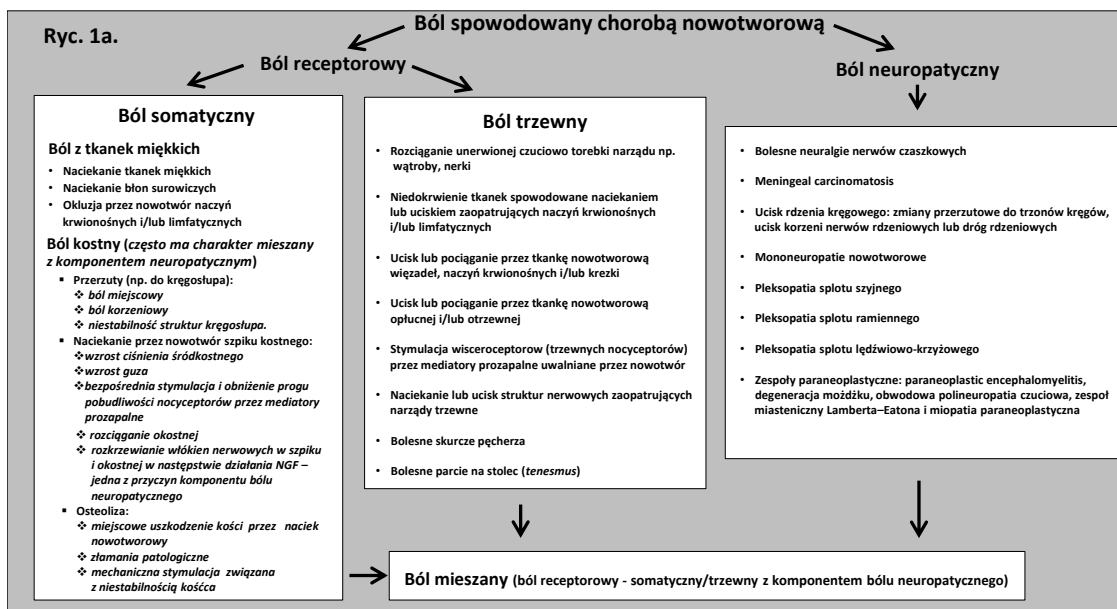 Ryc. 1a.
Ból spowodowany chorobą nowotworową
Ból receptorowy
Ból neuropatyczny
Ból somatyczny
Ból z tkanek miękkich
• Naciekanie tkanek miękkich
• Naciekanie błon surowiczych
• Okluzja przez nowotwór naczyń
krwionośnych i/lub limfatycznych
Ból kostny (często ma charakter mieszany
z komponentem neuropatycznym)
▪ Przerzuty (np. do kręgosłupa):
❖ ból miejscowy
❖ ból korzeniowy
❖ niestabilność struktur kręgosłupa.
▪ Naciekanie przez nowotwór szpiku kostnego:
❖wzrost ciśnienia śródkostnego
❖wzrost guza
❖bezpośrednia stymulacja i obniżenie progu
pobudliwości nocyceptorów przez mediatory
prozapalne
❖ rozciąganie okostnej
❖ rozkrzewianie włókien nerwowych w szpiku
i okostnej w następstwie działania NGF –
jedna z przyczyn komponentu bólu
neuropatycznego
▪ Osteoliza:
❖ miejscowe uszkodzenie kości przez naciek
nowotworowy
❖ złamania patologiczne
❖ mechaniczna stymulacja związana
z niestabilnością kośćca
Ból trzewny
• Rozciąganie unerwionej czuciowo torebki narządu np.
wątroby, nerki
• Niedokrwienie tkanek spowodowane naciekaniem
lub uciskiem zaopatrujących naczyń krwionośnych
i/lub limfatycznych
• Ucisk lub pociąganie przez tkankę nowotworową
więzadeł, naczyń krwionośnych i/lub krezki
• Ucisk lub pociąganie przez tkankę nowotworową
opłucnej i/lub otrzewnej
• Stymulacja wisceroceptorow (trzewnych nocyceptorów)
przez mediatory prozapalne uwalniane przez nowotwór
• Naciekanie lub ucisk struktur nerwowych zaopatrujących
narządy trzewne
• Bolesne skurcze pęcherza
• Bolesne parcie na stolec (tenesmus)
• Bolesne neuralgie nerwów czaszkowych
• Meningeal carcinomatosis
• Ucisk rdzenia kręgowego: zmiany przerzutowe do trzonów kręgów,
ucisk korzeni nerwów rdzeniowych lub dróg rdzeniowych
• Mononeuropatie nowotworowe
• Pleksopatia splotu szyjnego
• Pleksopatia splotu ramiennego
• Pleksopatia splotu lędźwiowo-krzyżowego
• Zespoły paraneoplastyczne: paraneoplastic encephalomyelitis,
degeneracja możdżku, obwodowa polineuropatia czuciowa, zespoł
miasteniczny Lamberta–Eatona i miopatia paraneoplastyczna
Ból mieszany (ból receptorowy - somatyczny/trzewny z komponentem bólu neuropatycznego)